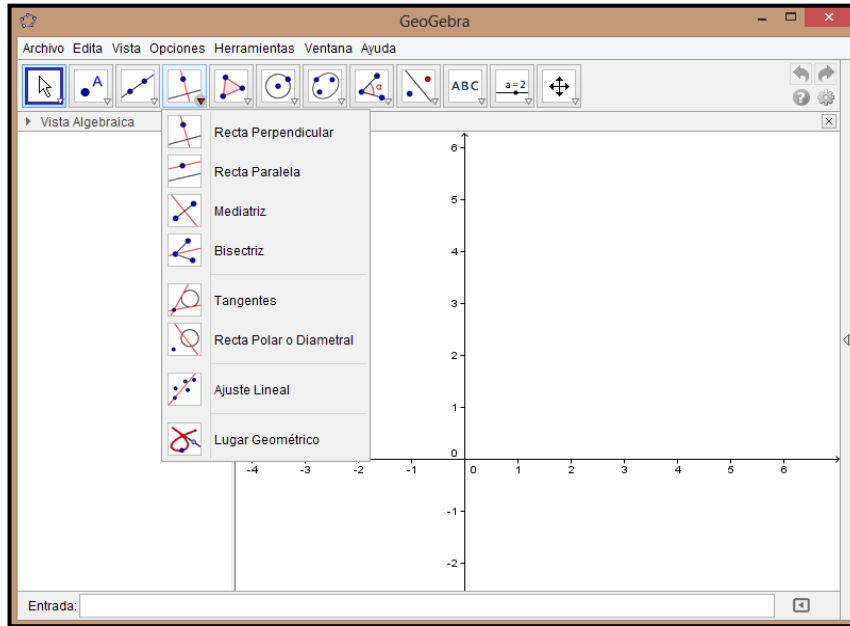 GeoGebra
Archivo Edita Vista Opciones Herramientas Ventana Ayuda
A α ABC a=2
Vista Algebraica
Recta Perpendicular
Recta Paralela
Mediatriz
Bisectriz
Tangentes
Recta Polar o Diametral
Ajuste Lineal
Lugar Geométrico
6
5
4
3
2
1
0
-4 -3 -2 -1 0 1 2 3 4 5 6
-1
-2
Entrada: